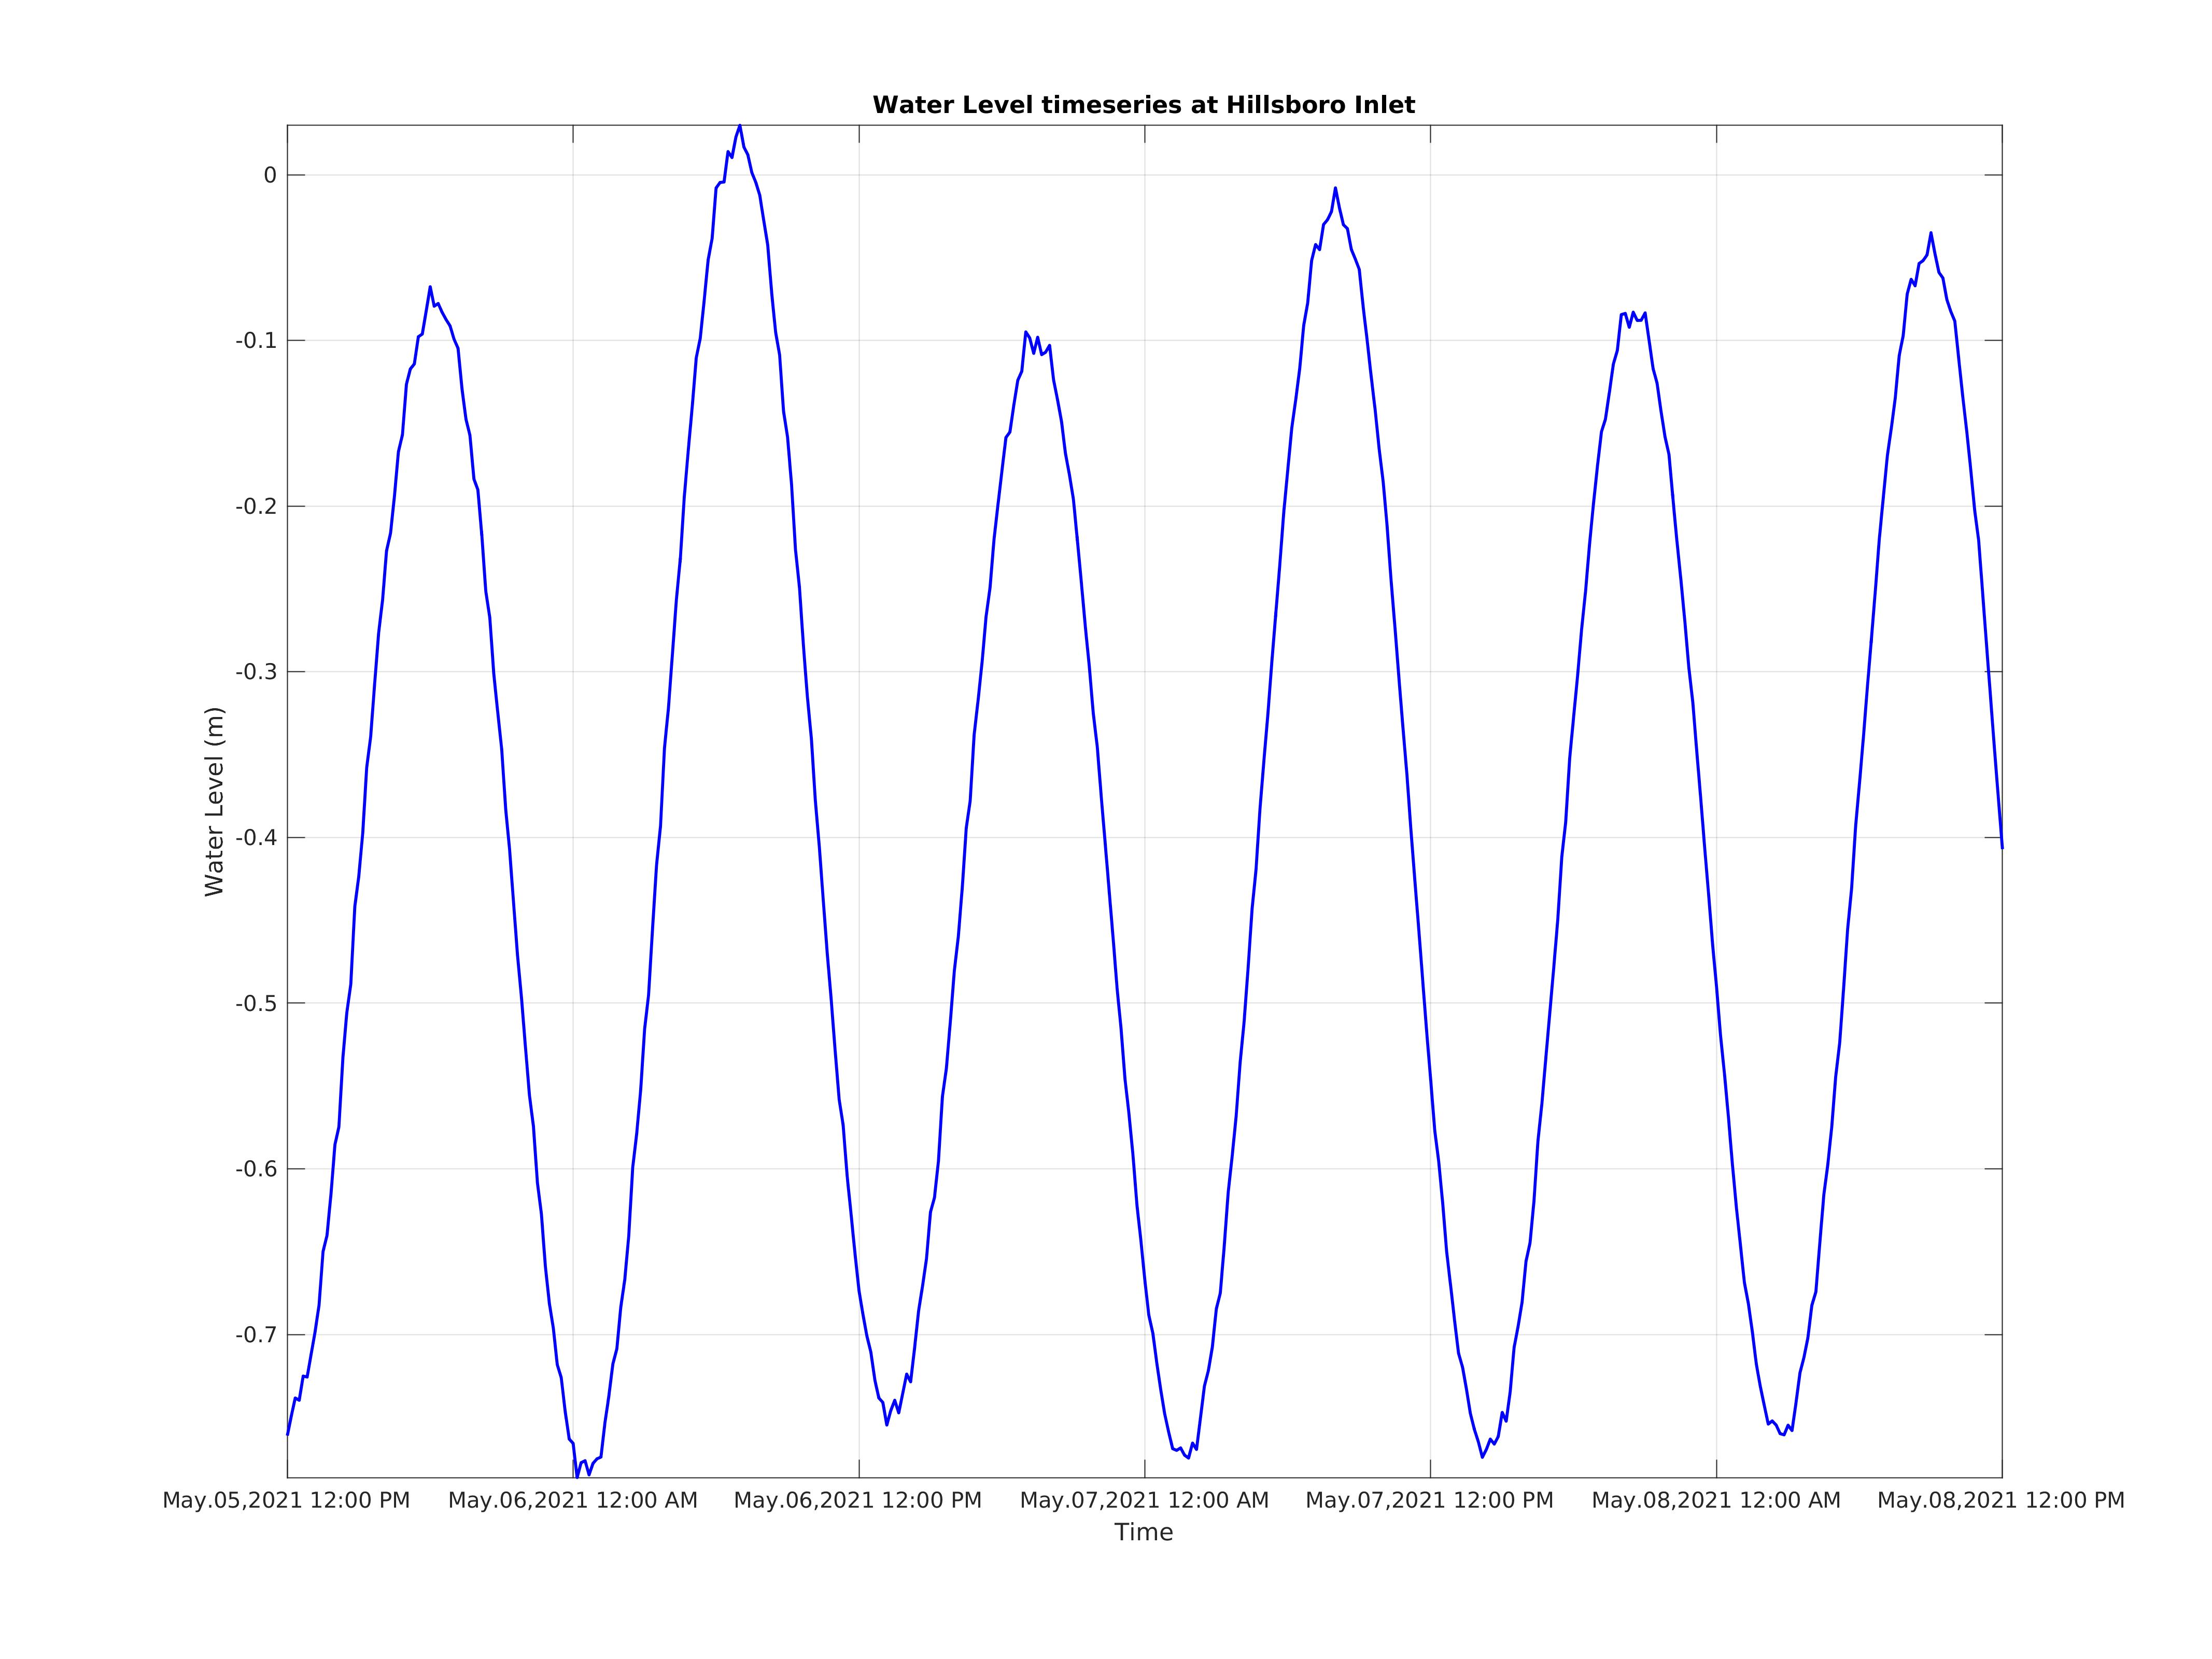 Water Level timeseries at Hillsboro Inlet
0
-0.1
-0.2
-0.3
-0.4
-0.5
-0.6
-0.7
Water Level (m)
May.05,2021 12:00 PM May.06,2021 12:00 AM May.06,2021 12:00 PM May.07,2021 12:00 AM May.07,2021 12:00 PM May.08,2021 12:00 AM May.08,2021 12:00 PM
Time